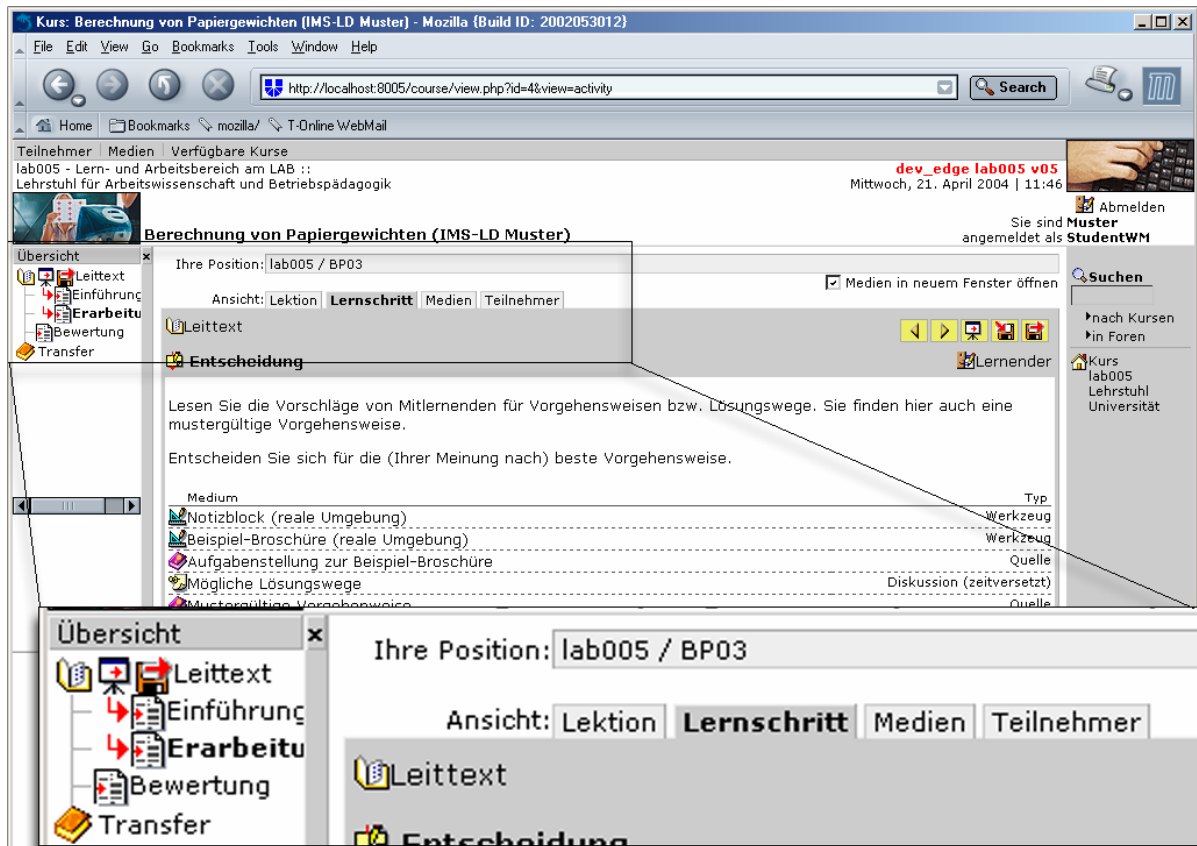 Kurs: Berechnung von Papiergewichten (IMS-LD Muster) - Mozilla {Build ID: 2002053012}
File Edit View Go Bookmarks Tools Window Help
http://localhost:8005/course/view.php?id=4&view=activity Search
Home Bookmarks mozilla/ T-Online WebMail
Teilnehmer Medien Verfügbare Kurse
lab005 - Lern- und Arbeitsbereich am LAB :: dev_edge lab005 v05
Lehrstuhl für Arbeitswissenschaft und Betriebspädagogik Mittwoch, 21. April 2004 | 11:46
Abmelden
Sie sind Muster
Berechnung von Papiergewichten (IMS-LD Muster) angemeldet als StudentWM
Übersicht x
Leittext
Einführung
Erarbeitu
Bewertung
Transfer
Ihre Position: lab005 / BP03
Medien in neuem Fenster öffnen
Ansicht: Lektion Lernschritt Medien Teilnehmer
Leittext
Entscheidung Lernender
Suchen
nach Kursen
in Foren
Kurs
lab005
Lehrstuhl
Universität
Lesen Sie die Vorschläge von Mitlernenden für Vorgehensweisen bzw. Lösungswege. Sie finden hier auch eine
mustergültige Vorgehensweise.
Entscheiden Sie sich für die (Ihrer Meinung nach) beste Vorgehensweise.
Medium Typ
Notizblock (reale Umgebung) Werkzeug
Beispiel-Broschüre (reale Umgebung) Werkzeug
Aufgabenstellung zur Beispiel-Broschüre Quelle
Mögliche Lösungswege Diskussion (zeitversetzt)
Mustergültige Vorgehenweise Quelle
Übersicht x
Leittext
Einführung
Erarbeitu
Bewertung
Transfer
Ihre Position: lab005 / BP03
Ansicht: Lektion Lernschritt Medien Teilnehmer
Leittext
Entscheidung